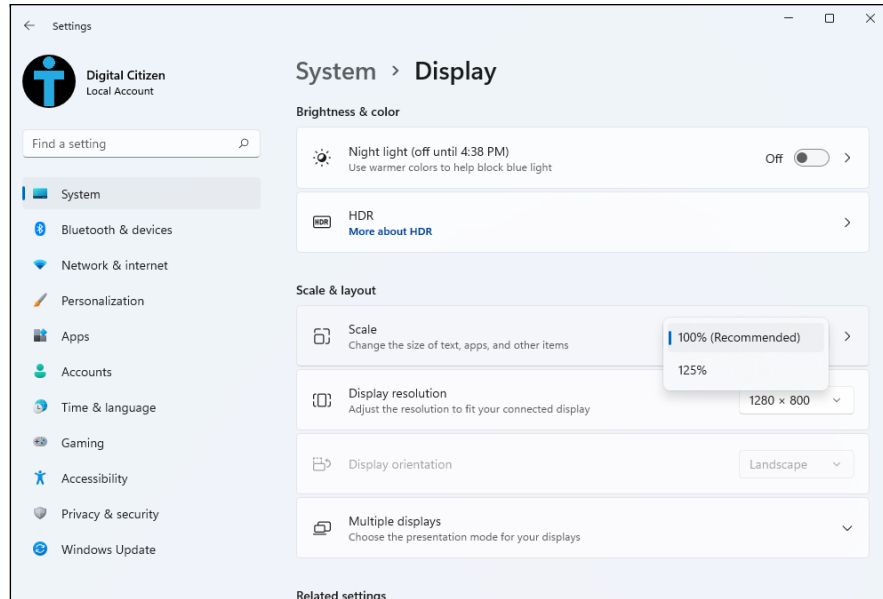 Settings
Digital Citizen
Local Account
Find a setting
System
Bluetooth & devices
Network & internet
Personalization
Apps
Accounts
Time & language
Gaming
Accessibility
Privacy & security
Windows Update
System > Display
Brightness & color
Night light (off until 4:38 PM)
Use warmer colors to help block blue light
Off
HDR
HDR
More about HDR
Scale & layout
Scale
Change the size of text, apps, and other items
100% (Recommended)
125%
Display resolution
Adjust the resolution to fit your connected display
1280 × 800
Display orientation
Landscape
Multiple displays
Choose the presentation mode for your displays
Related settings